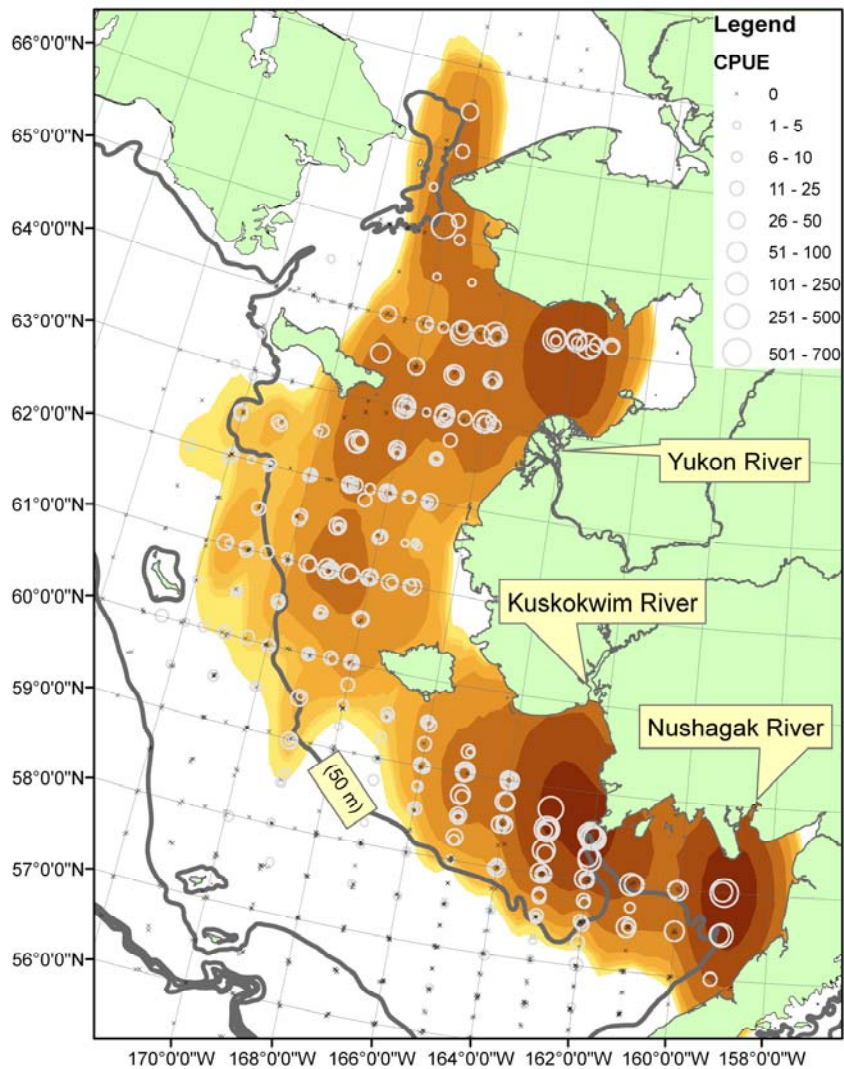 66°0'0"N
65°0'0"N
64°0'0"N
63°0'0"N
62°0'0"N
61°0'0"N
60°0'0"N
59°0'0"N
58°0'0"N
57°0'0"N
56°0'0"N
Legend
CPUE
0
1 - 5
6 - 10
11 - 25
26 - 50
51 - 100
101 - 250
251 - 500
501 - 700
Yukon River
Kuskokwim River
Nushagak River
(50 m)
170°0'0"W 168°0'0"W 166°0'0"W 164°0'0"W 162°0'0"W 160°0'0"W 158°0'0"W